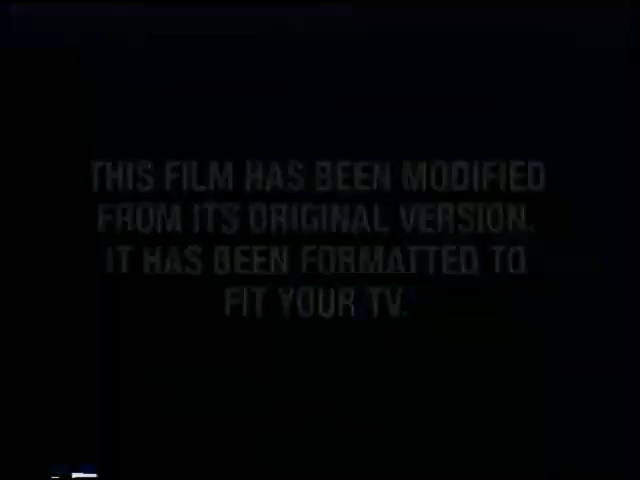 THIS FILM HAS BEEN MODIFIED
FROM ITS ORIGINAL VERSION.
IT HAS BEEN FORMATTED TO
FIT YOUR TV.